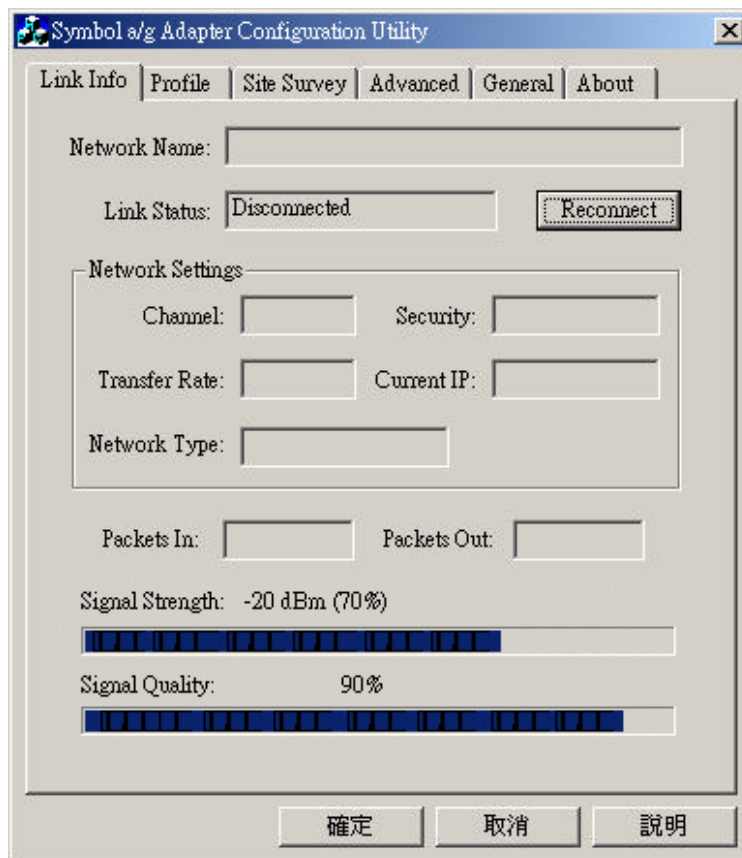 Symbol a/g Adapter Configuration Utility
Link Info Profile Site Survey Advanced General About
Network Name:
Link Status: Disconnected Reconnect
Network Settings
Channel: Security:
Transfer Rate: Current IP:
Network Type:
Packets In: Packets Out:
Signal Strength: -20 dBm (70%)
Signal Quality: 90%
確定 取消 說明